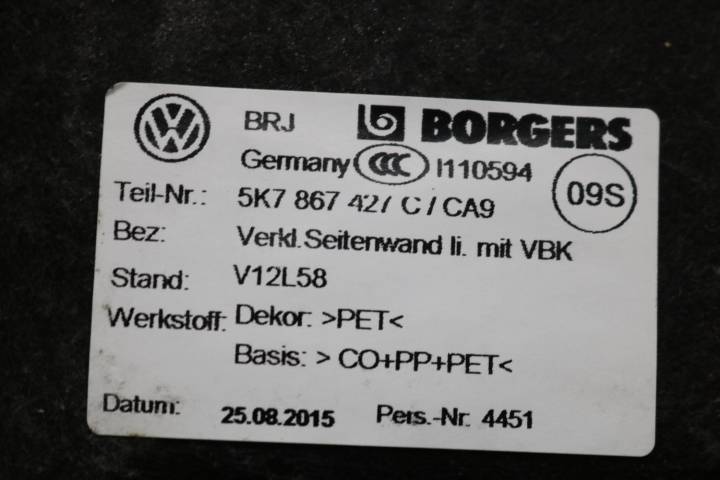 BRJ BORGERS
Germany CCC I110594
09S
Teil-Nr.: 5K7 867 427 C / CA9
Bez: Verkl.Seitenwand li. mit VBK
Stand: V12L58
Werkstoff: Dekor: >PET<
Basis: > CO+PP+PET<
Datum: 25.08.2015 Pers.-Nr. 4451